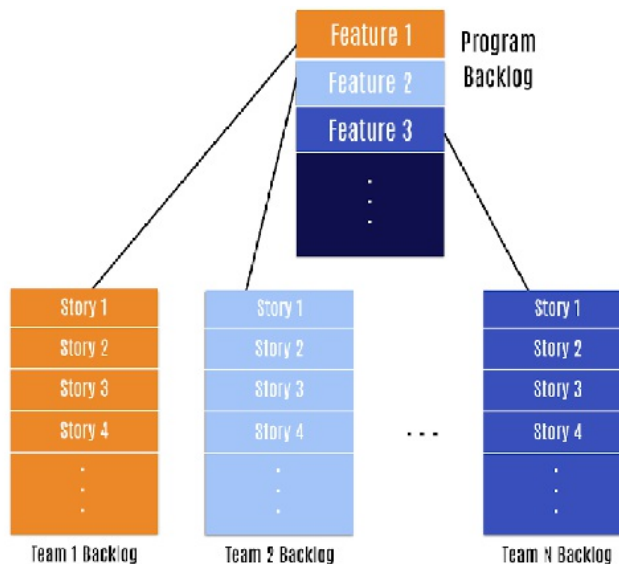 Feature 1
Program
Backlog
Feature 2
Feature 3
.
.
.
Story 1
Story 2
Story 3
Story 4
.
.
.
Team 1 Backlog
Story 1
Story 2
Story 3
Story 4
.
.
.
Team 2 Backlog
...
Story 1
Story 2
Story 3
Story 4
.
.
.
Team N Backlog